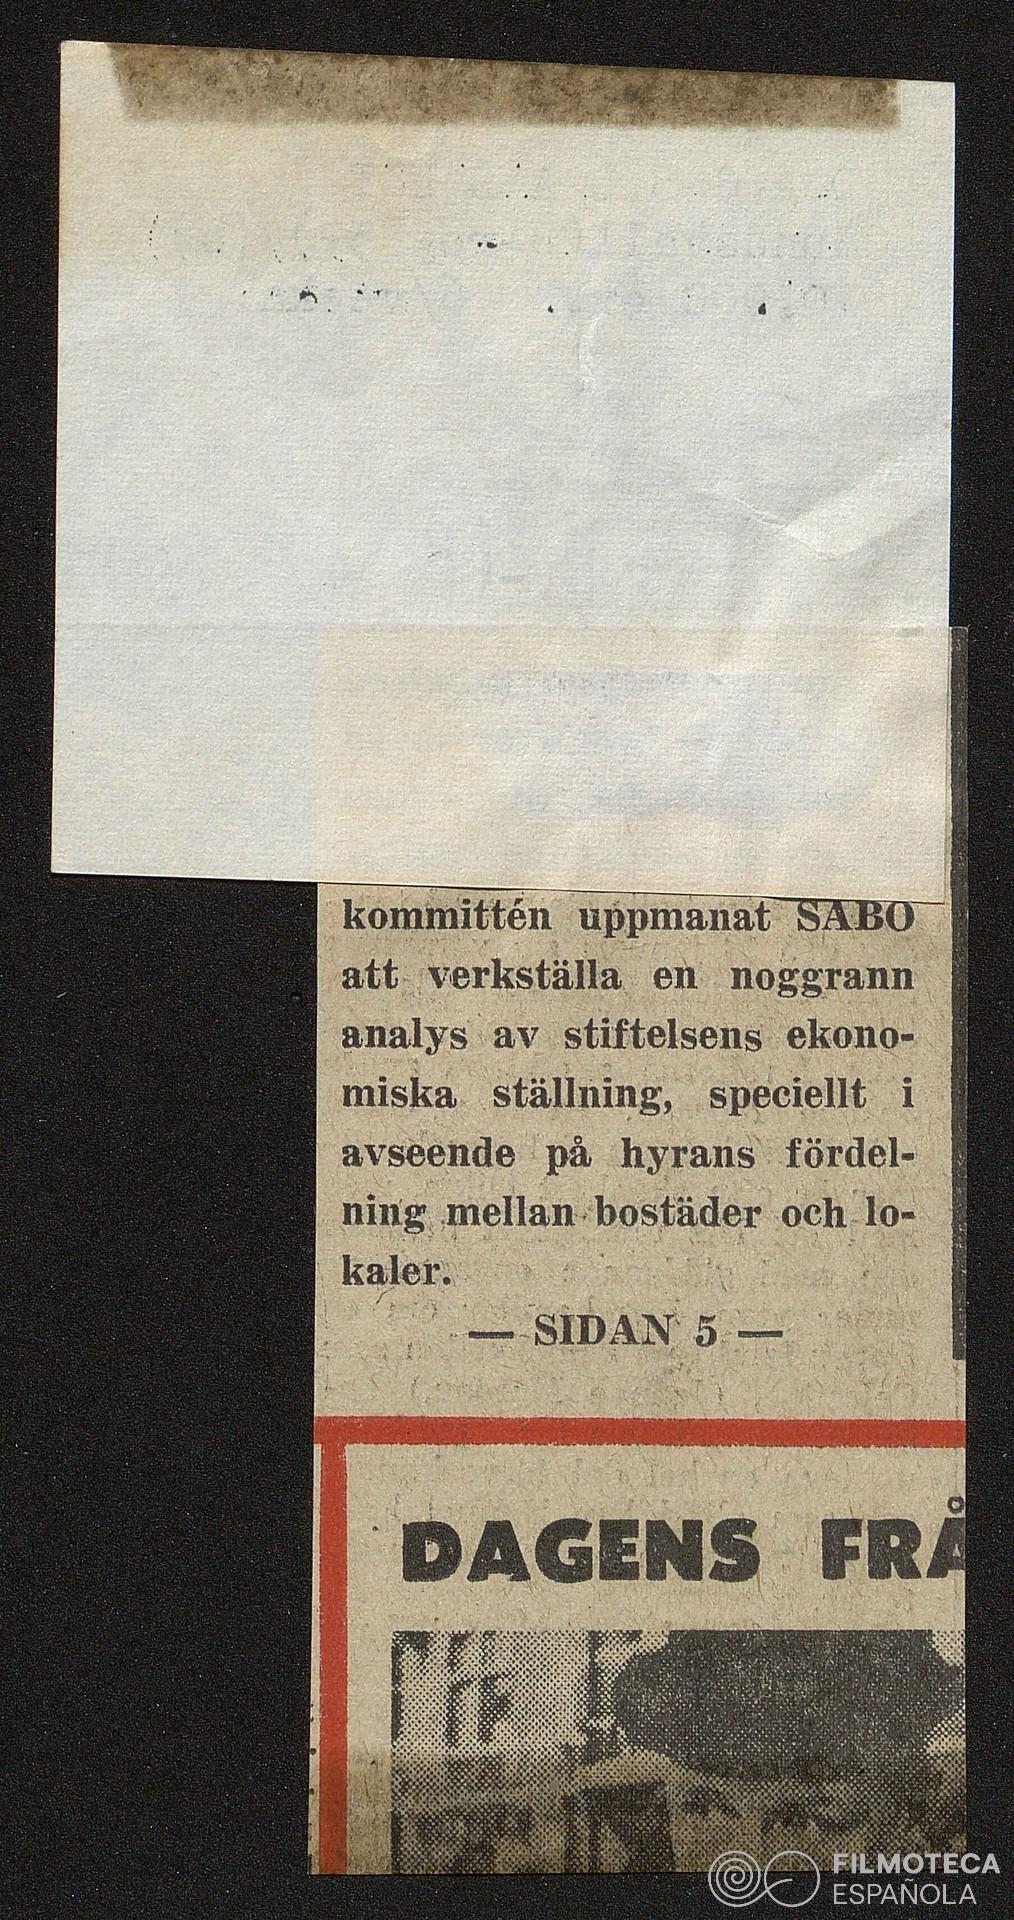 kommittén uppmanat SABO
att verkställa en noggrann
analys av stiftelsens ekono-
miska ställning, speciellt i
avseende på hyrans fördel-
ning mellan bostäder och lo-
kaler.
— SIDAN 5 —
DAGENS FRÅ
FILMOTECA
ESPAÑOLA